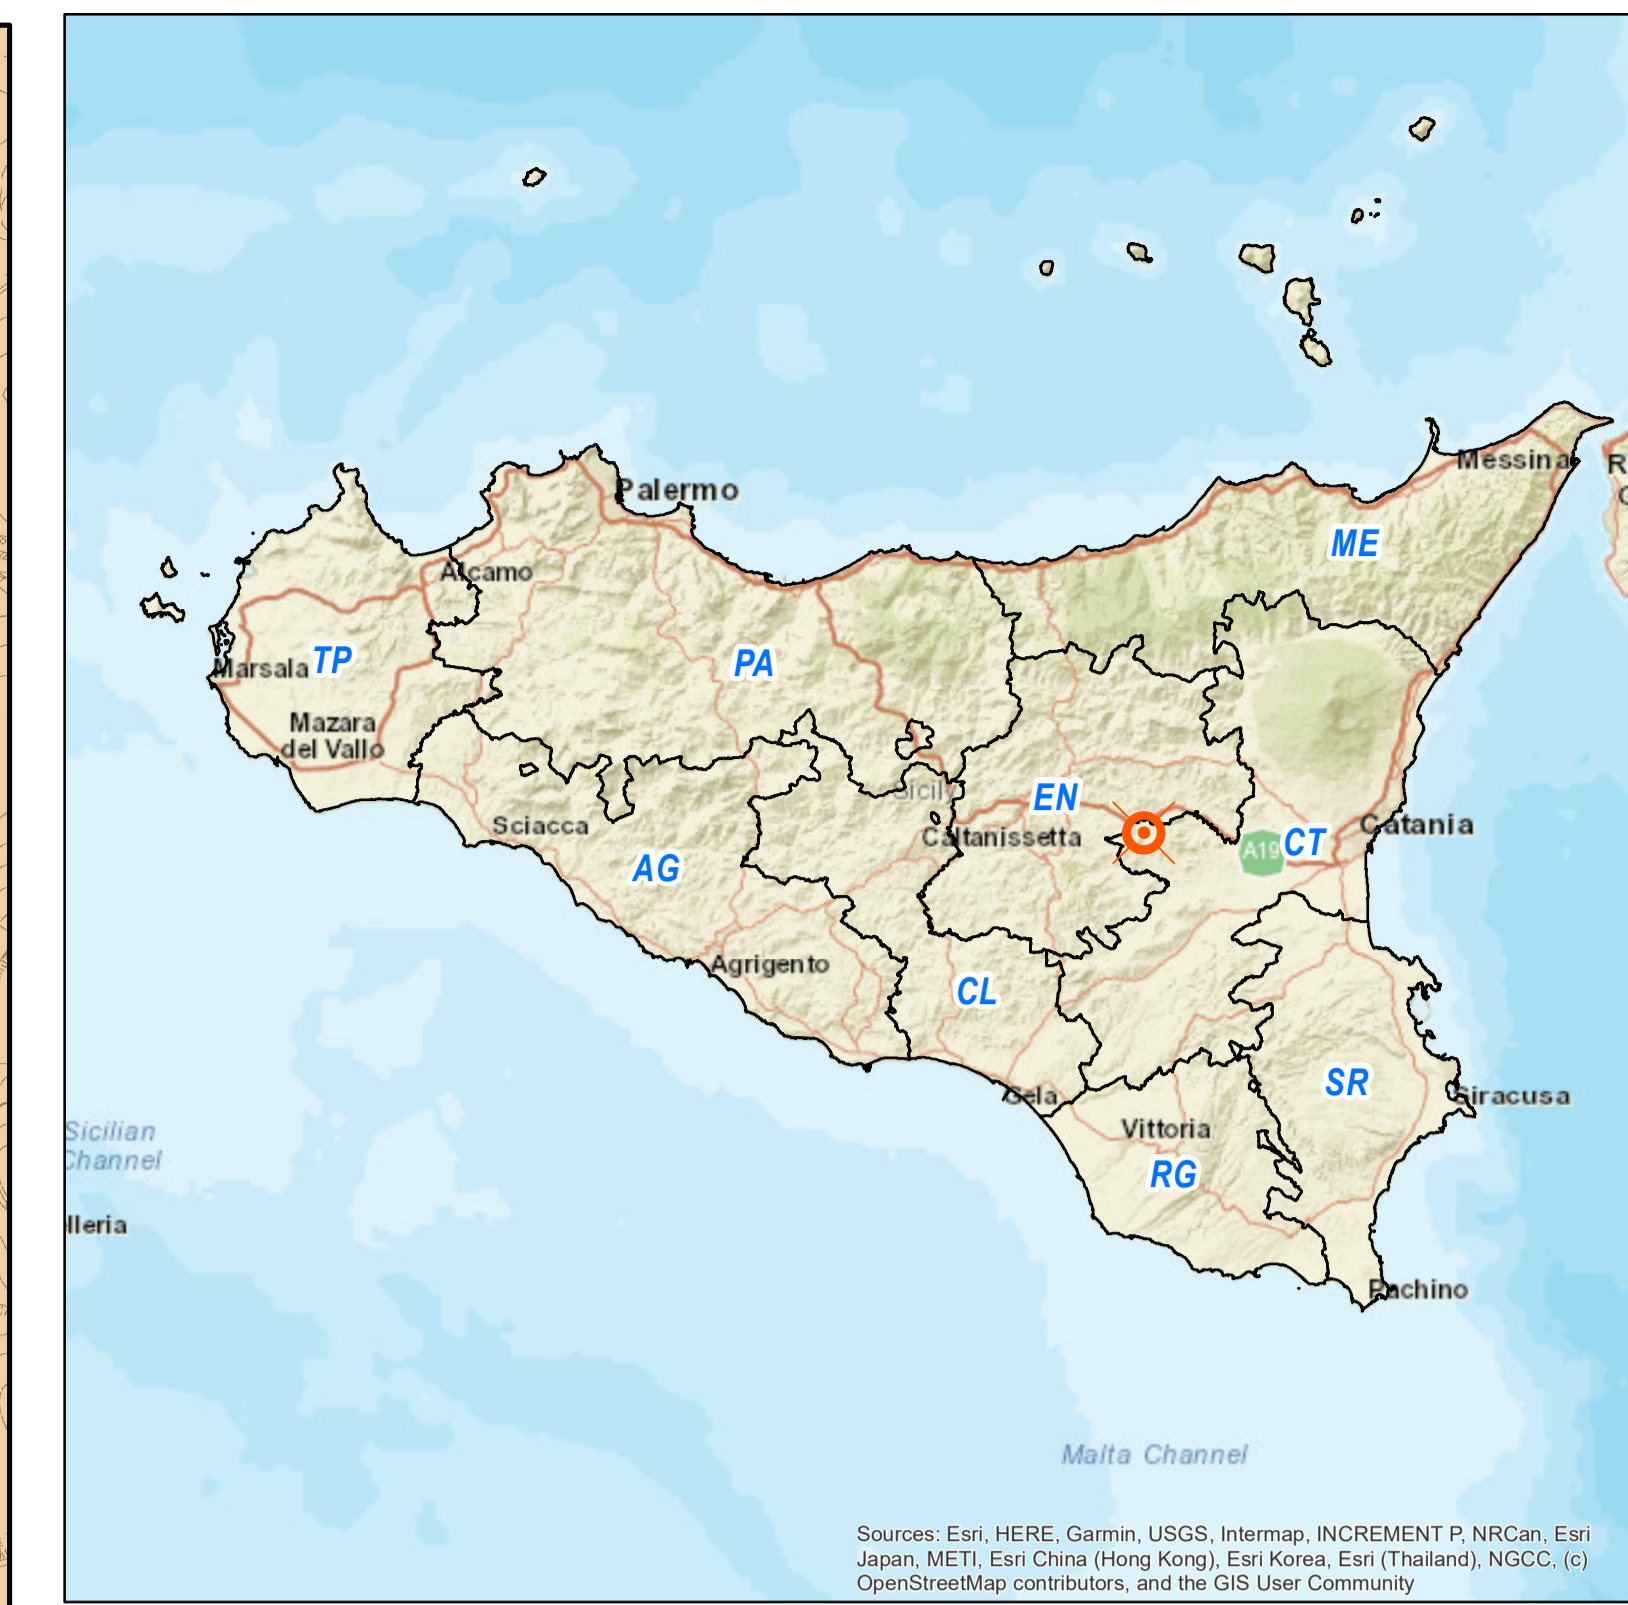 Palermo
Messina
R
C
ME
Alcamo
Marsala
TP
PA
Mazara
del Vallo
Sicily
EN
Sciacca
Caltanissetta
Catania
A19
CT
AG
Agrigento
CL
SR
Gela
Siracusa
Vittoria
Sicilian
Channel
RG
lleria
Pachino
Malta Channel
Sources: Esri, HERE, Garmin, USGS, Intermap, INCREMENT P, NRCan, Esri
Japan, METI, Esri China (Hong Kong), Esri Korea, Esri (Thailand), NGCC, (c)
OpenStreetMap contributors, and the GIS User Community